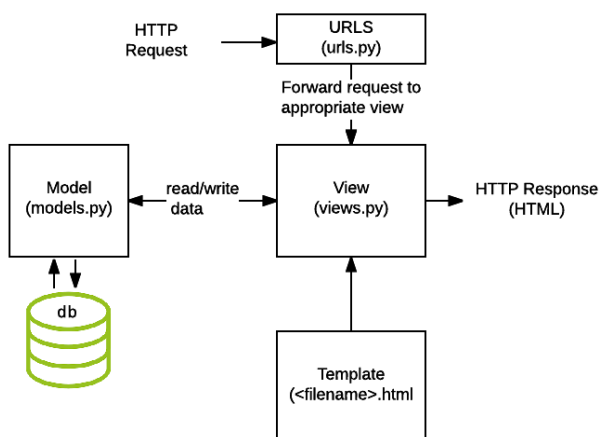 HTTP
Request
URLS
(urls.py)
Forward request to
appropriate view
Model
(models.py)
read/write
data
View
(views.py)
HTTP Response
(HTML)
db
Template
(<filename>.html